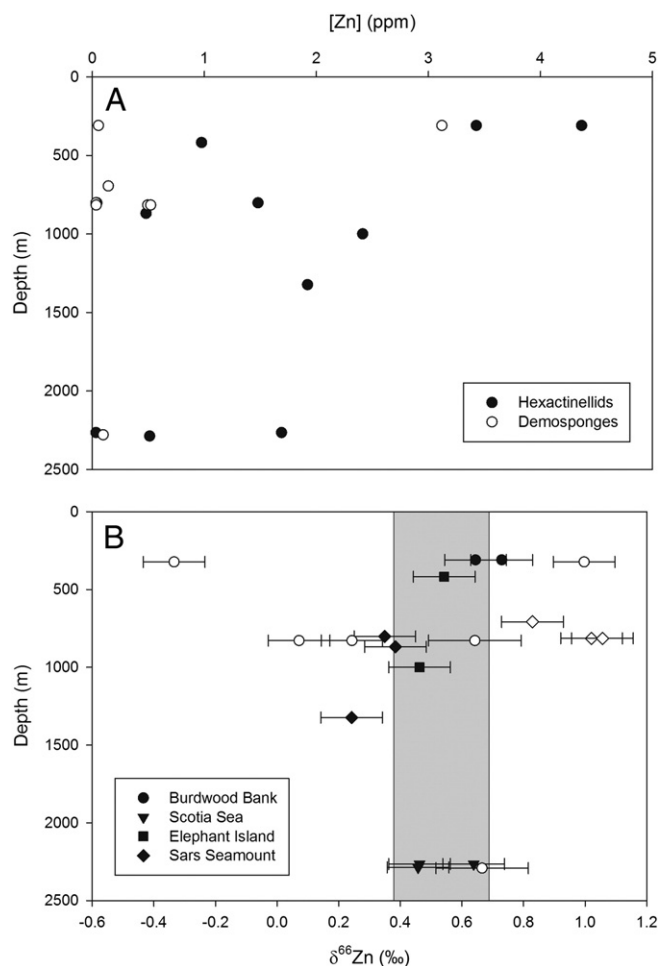 [Zn] (ppm)
0 1 2 3 4 5
A
0
500
1000
1500
2000
2500
Depth (m)
Hexactinellids
Demosponges
B
0
500
1000
1500
2000
2500
Depth (m)
Burdwood Bank
Scotia Sea
Elephant Island
Sars Seamount
-0.6 -0.4 -0.2 0.0 0.2 0.4 0.6 0.8 1.0 1.2
δ⁶⁶Zn (‰)